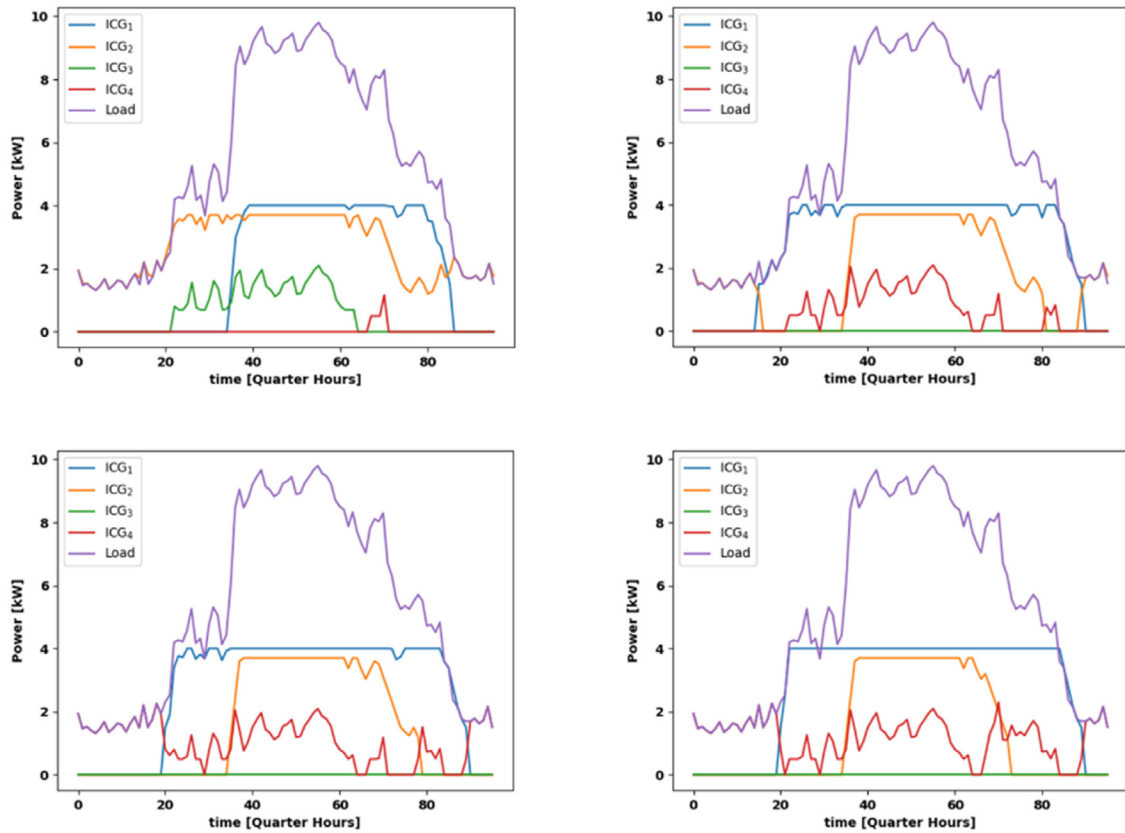 10
8
6
4
2
0
Power [kW]
ICG₁
ICG₂
ICG₃
ICG₄
Load
0 20 40 60 80
time [Quarter Hours]
10
8
6
4
2
0
Power [kW]
ICG₁
ICG₂
ICG₃
ICG₄
Load
0 20 40 60 80
time [Quarter Hours]
10
8
6
4
2
0
Power [kW]
ICG₁
ICG₂
ICG₃
ICG₄
Load
0 20 40 60 80
time [Quarter Hours]
10
8
6
4
2
0
Power [kW]
ICG₁
ICG₂
ICG₃
ICG₄
Load
0 20 40 60 80
time [Quarter Hours]